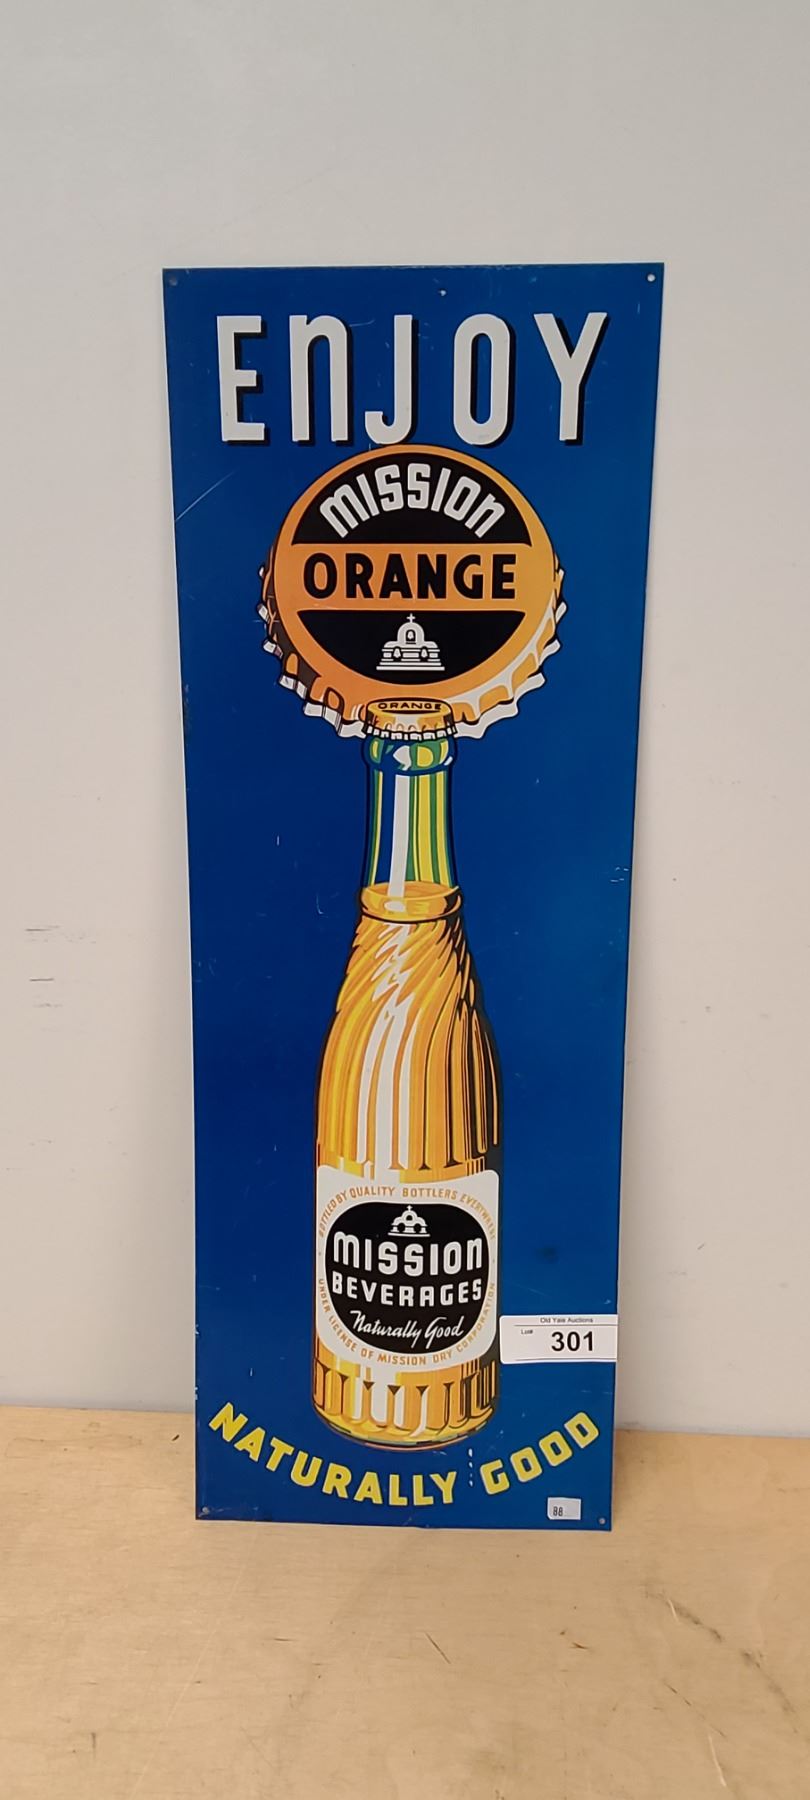 ENJOY
MISSION
ORANGE
ORANGE
BOTTLED BY QUALITY BOTTLERS EVERYWHERE
MISSION
BEVERAGES
Naturally Good
UNDER LICENSE OF MISSION DRY CORPORATION
Old Yale Auctions
Lot# 301
NATURALLY GOOD
88